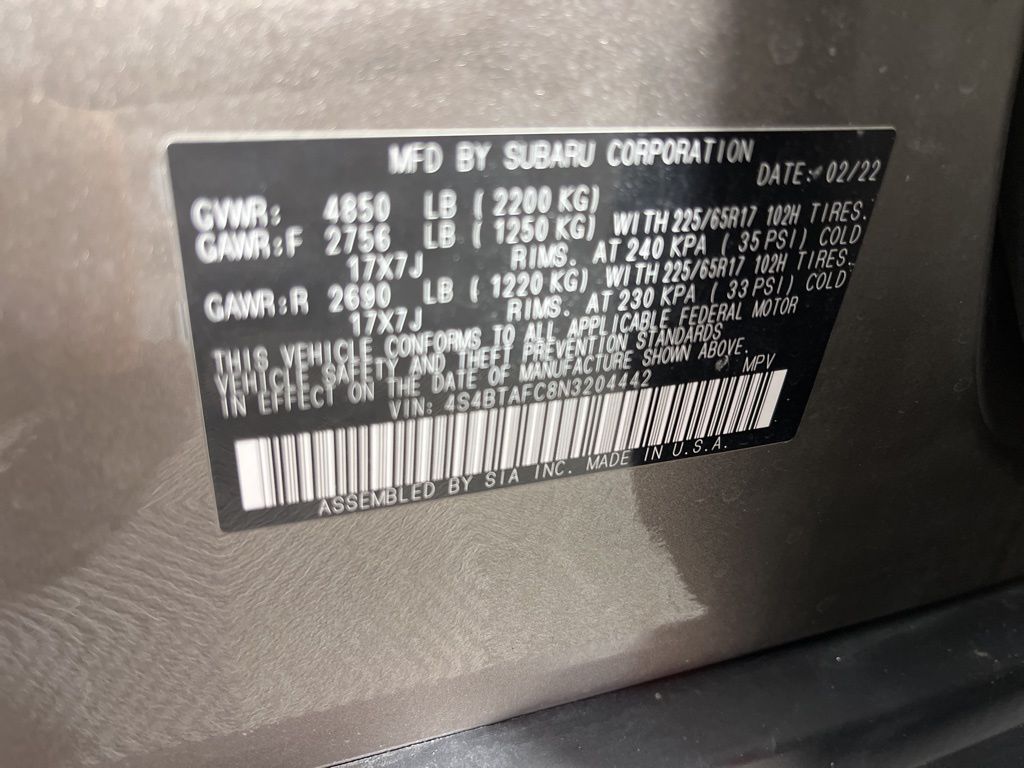 MFD BY SUBARU CORPORATION
DATE: 02/22
GVWR: 4850 LB ( 2200 KG)
GAWR:F 2756 LB ( 1250 KG) WITH 225/65R17 102H TIRES.
17X7J RIMS. AT 240 KPA ( 35 PSI) COLD
GAWR:R 2690 LB ( 1220 KG) WITH 225/65R17 102H TIRES.
17X7J RIMS. AT 230 KPA ( 33 PSI) COLD
THIS VEHICLE CONFORMS TO ALL APPLICABLE FEDERAL MOTOR
VEHICLE SAFETY AND THEFT PREVENTION STANDARDS
IN EFFECT ON THE DATE OF MANUFACTURE SHOWN ABOVE.
VIN: 4S4BTAFC8N3204442 MPV
ASSEMBLED BY SIA INC. MADE IN U.S.A.